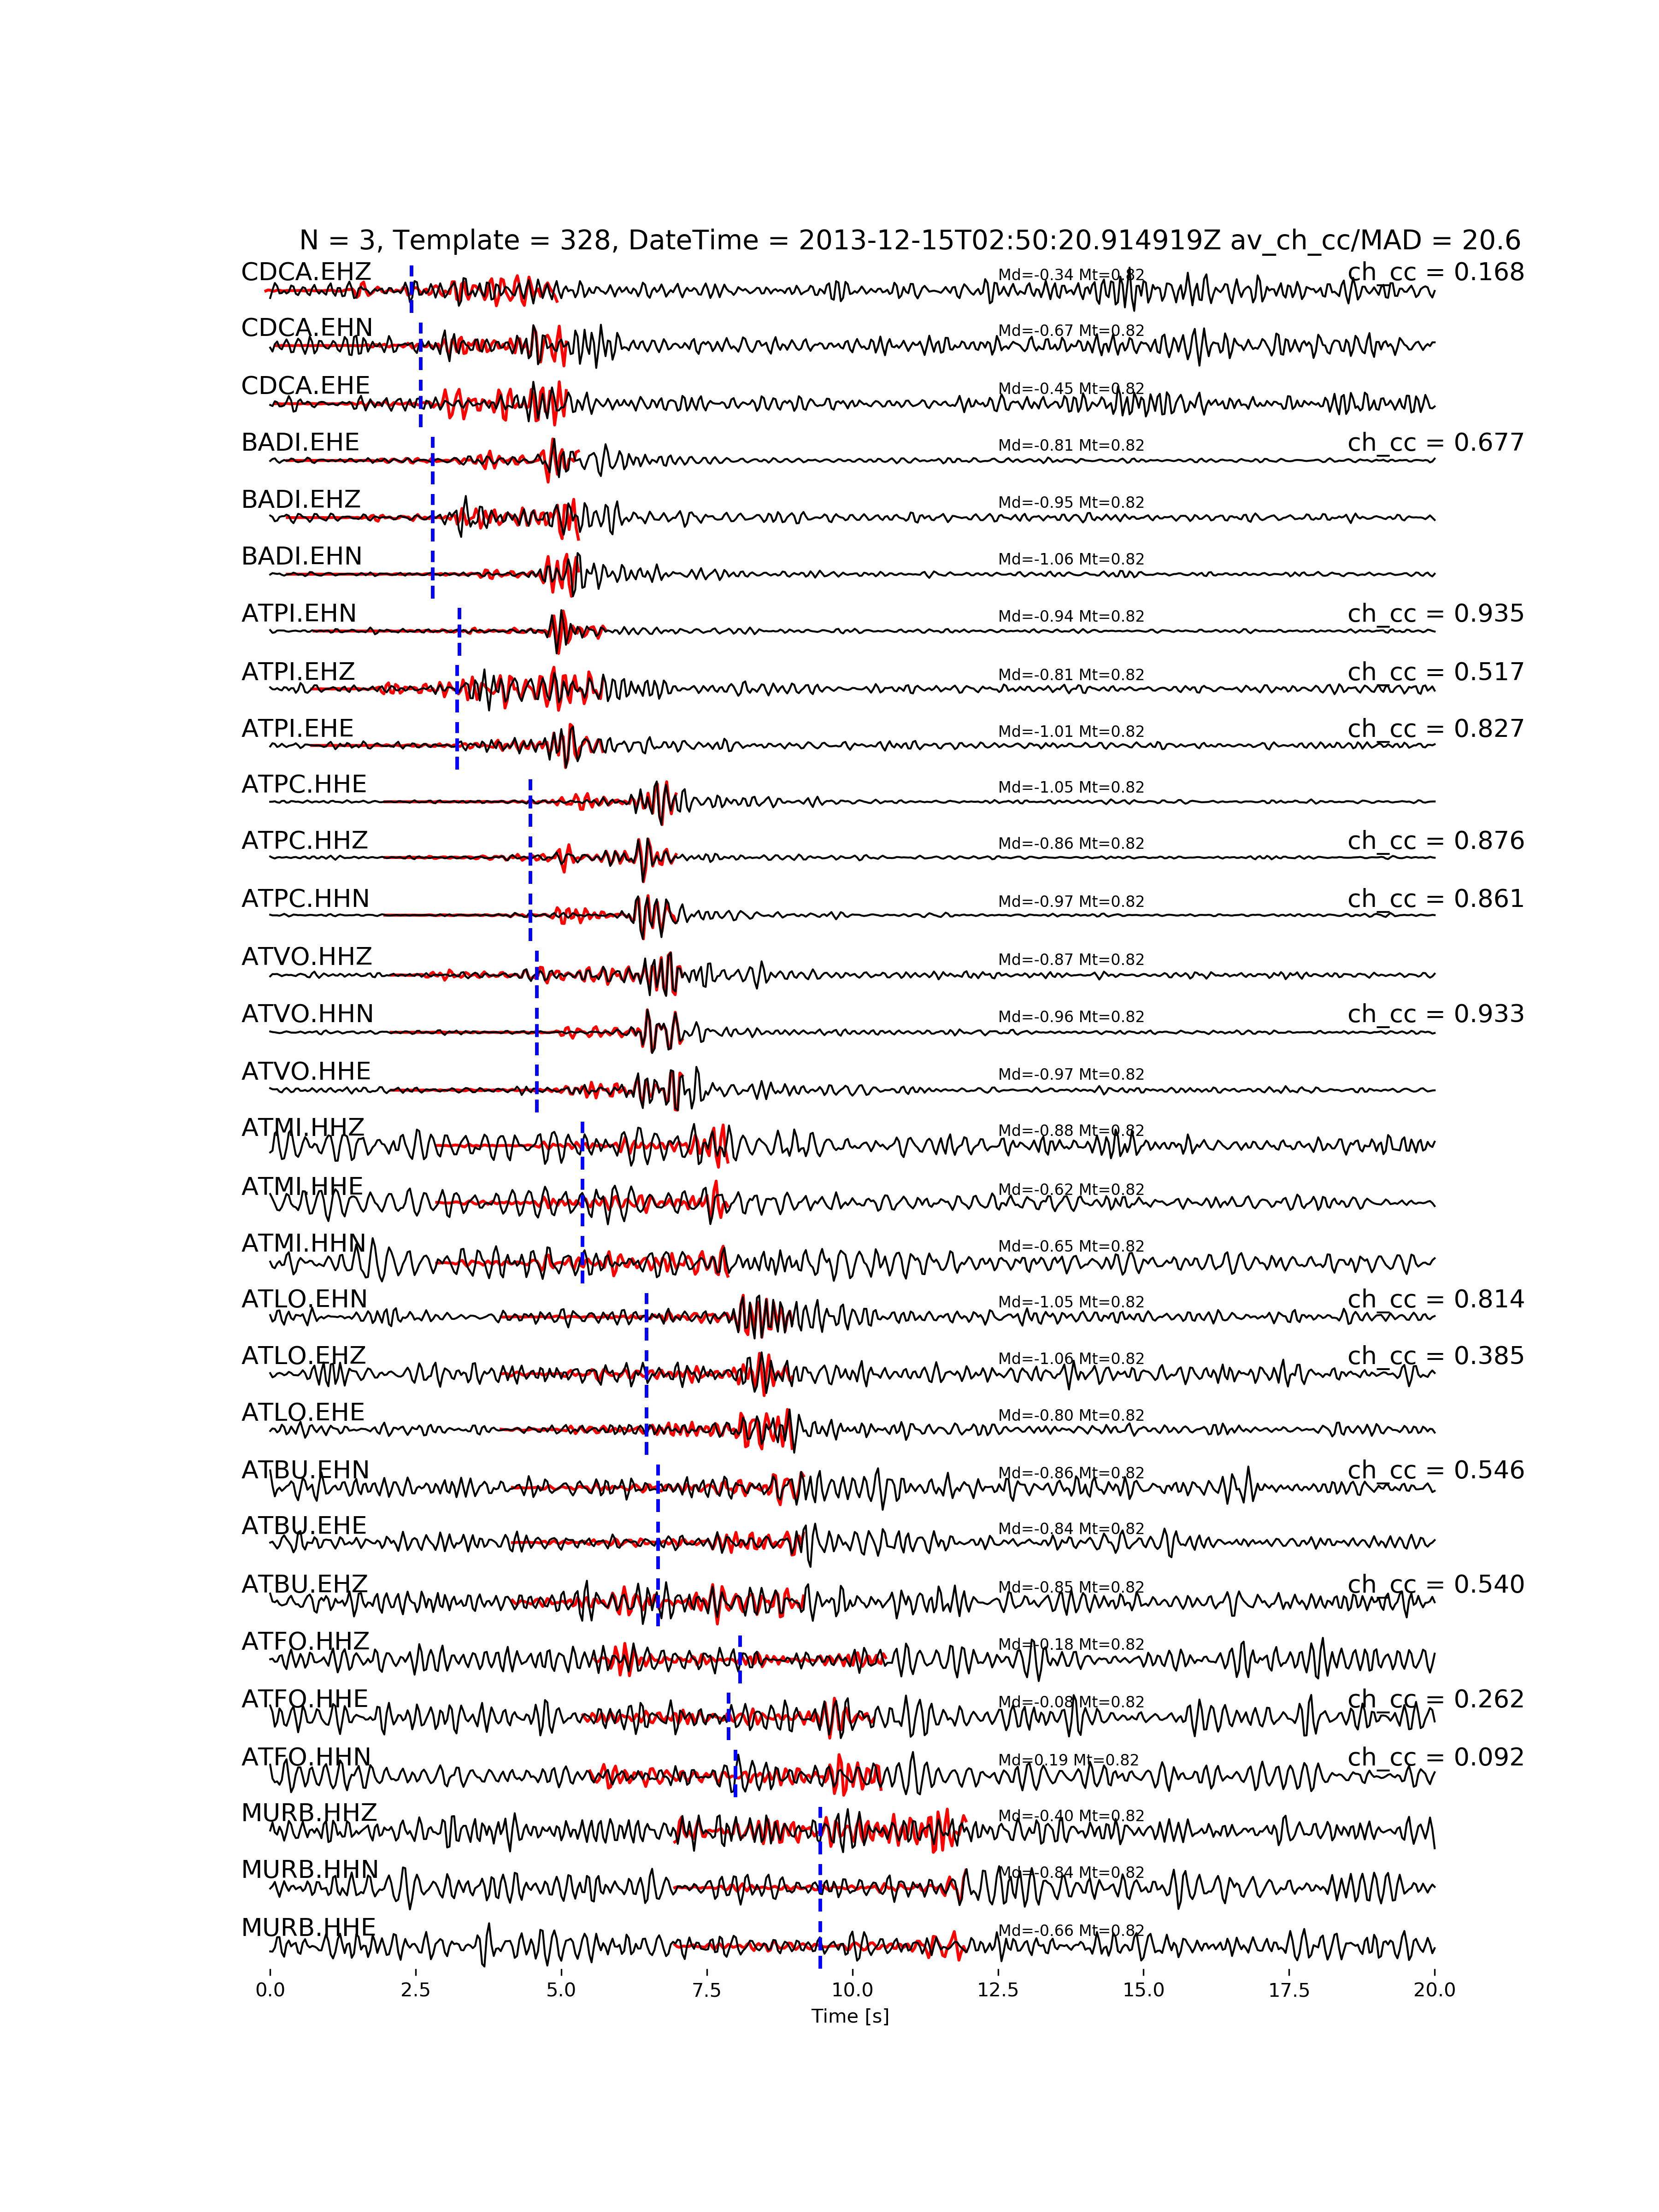 N = 3, Template = 328, DateTime = 2013-12-15T02:50:20.914919Z av_ch_cc/MAD = 20.6
CDCA.EHZ Md=-0.34 Mt=0.82 ch_cc = 0.168
CDCA.EHN Md=-0.67 Mt=0.82
CDCA.EHE Md=-0.45 Mt=0.82
BADI.EHE Md=-0.81 Mt=0.82 ch_cc = 0.677
BADI.EHZ Md=-0.95 Mt=0.82
BADI.EHN Md=-1.06 Mt=0.82
ATPI.EHN Md=-0.94 Mt=0.82 ch_cc = 0.935
ATPI.EHZ Md=-0.81 Mt=0.82 ch_cc = 0.517
ATPI.EHE Md=-1.01 Mt=0.82 ch_cc = 0.827
ATPC.HHE Md=-1.05 Mt=0.82
ATPC.HHZ Md=-0.86 Mt=0.82 ch_cc = 0.876
ATPC.HHN Md=-0.97 Mt=0.82 ch_cc = 0.861
ATVO.HHZ Md=-0.87 Mt=0.82
ATVO.HHN Md=-0.96 Mt=0.82 ch_cc = 0.933
ATVO.HHE Md=-0.97 Mt=0.82
ATMI.HHZ Md=-0.88 Mt=0.82
ATMI.HHE Md=-0.62 Mt=0.82
ATMI.HHN Md=-0.65 Mt=0.82
ATLO.EHN Md=-1.05 Mt=0.82 ch_cc = 0.814
ATLO.EHZ Md=-1.06 Mt=0.82 ch_cc = 0.385
ATLO.EHE Md=-0.80 Mt=0.82
ATBU.EHN Md=-0.86 Mt=0.82 ch_cc = 0.546
ATBU.EHE Md=-0.84 Mt=0.82
ATBU.EHZ Md=-0.85 Mt=0.82 ch_cc = 0.540
ATFO.HHZ Md=-0.18 Mt=0.82
ATFO.HHE Md=-0.08 Mt=0.82 ch_cc = 0.262
ATFO.HHN Md=0.19 Mt=0.82 ch_cc = 0.092
MURB.HHZ Md=-0.40 Mt=0.82
MURB.HHN Md=-0.84 Mt=0.82
MURB.HHE Md=-0.66 Mt=0.82
0.0 2.5 5.0 7.5 10.0 12.5 15.0 17.5 20.0
Time [s]